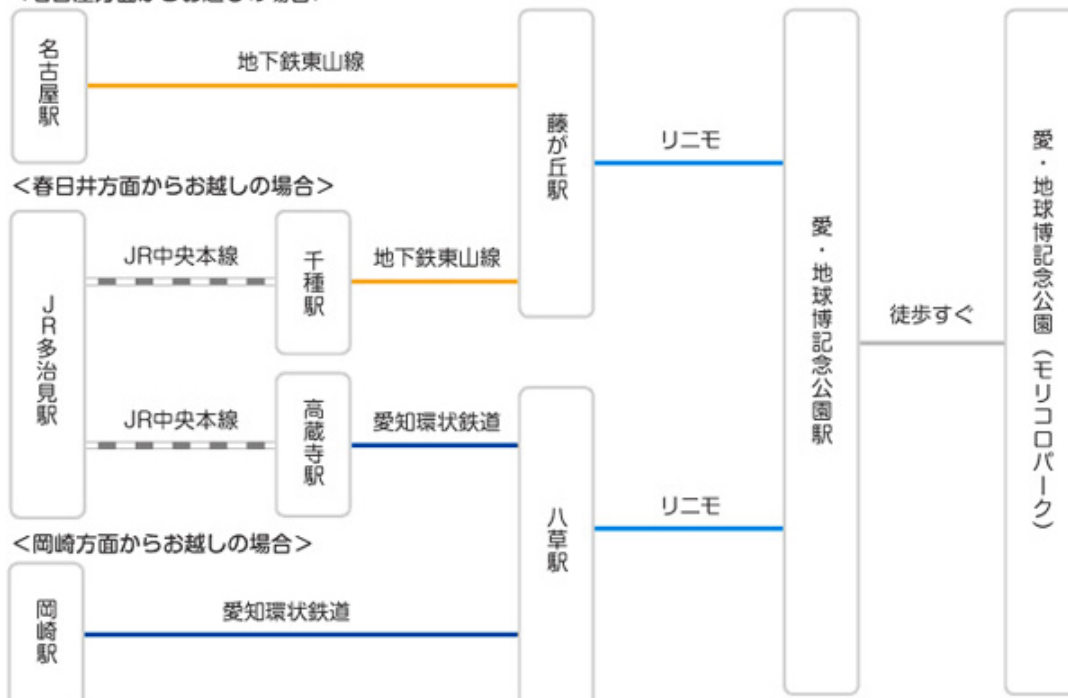 名古屋駅
地下鉄東山線
藤が丘駅
リニモ
愛・地球博記念公園駅
徒歩すぐ
愛・地球博記念公園（モリコロパーク）
＜春日井方面からお越しの場合＞
JR多治見駅
JR中央本線
千種駅
地下鉄東山線
JR中央本線
高蔵寺駅
愛知環状鉄道
八草駅
リニモ
＜岡崎方面からお越しの場合＞
岡崎駅
愛知環状鉄道